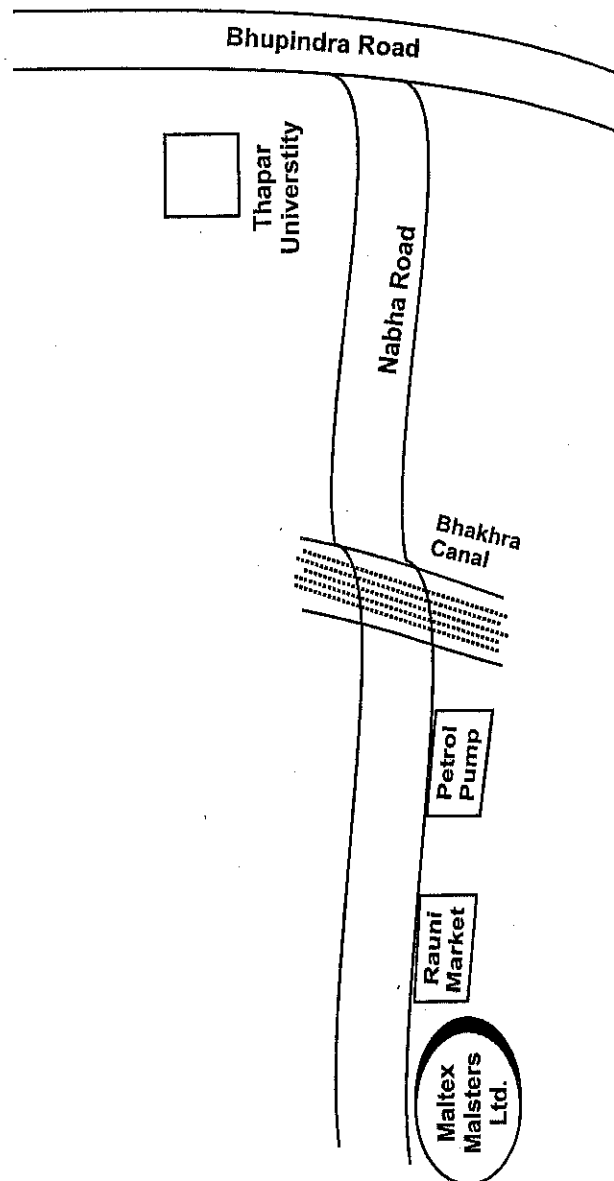 Bhupindra Road
Thapar
Universtity
Nabha Road
Bhakhra
Canal
Petrol
Pump
Rauni
Market
Maltex
Malsters
Ltd.